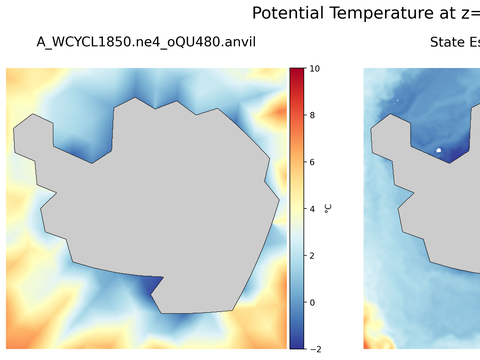 Potential Temperature at z=
A_WCYCL1850.ne4_oQU480.anvil
State Es
10
8
6
4
2
0
−2
°C